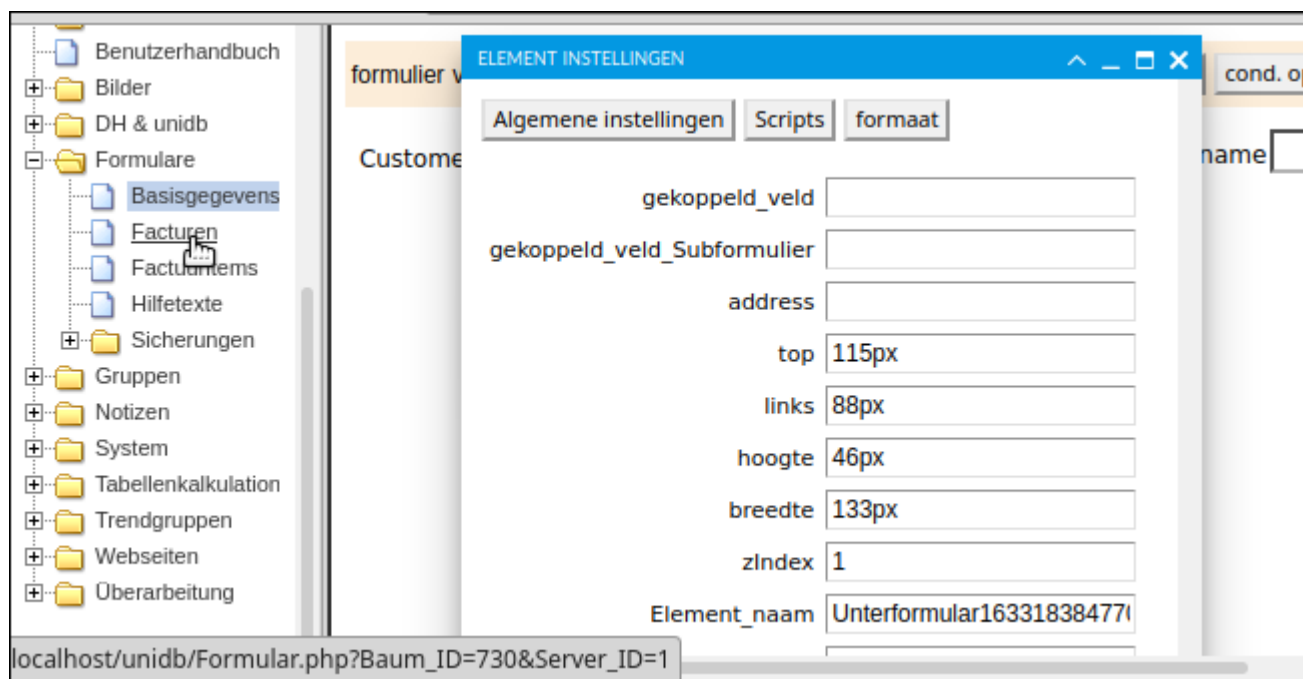 Benutzerhandbuch
Bilder
DH & unidb
Formulare
Basisgegevens
Facturen
Hilfetexte
Sicherungen
Gruppen
Notizen
System
Tabellenkalkulation
Trendgruppen
Webseiten
Überarbeitung
formulier v
cond. o
Custome
name
ELEMENT INSTELLINGEN
Algemene instellingen Scripts formaat
gekoppeld_veld
gekoppeld_veld_Subformulier
address
top 115px
links 88px
hoogte 46px
breedte 133px
zIndex 1
Element_naam Unterformular163318384770
localhost/unidb/Formular.php?Baum_ID=730&Server_ID=1